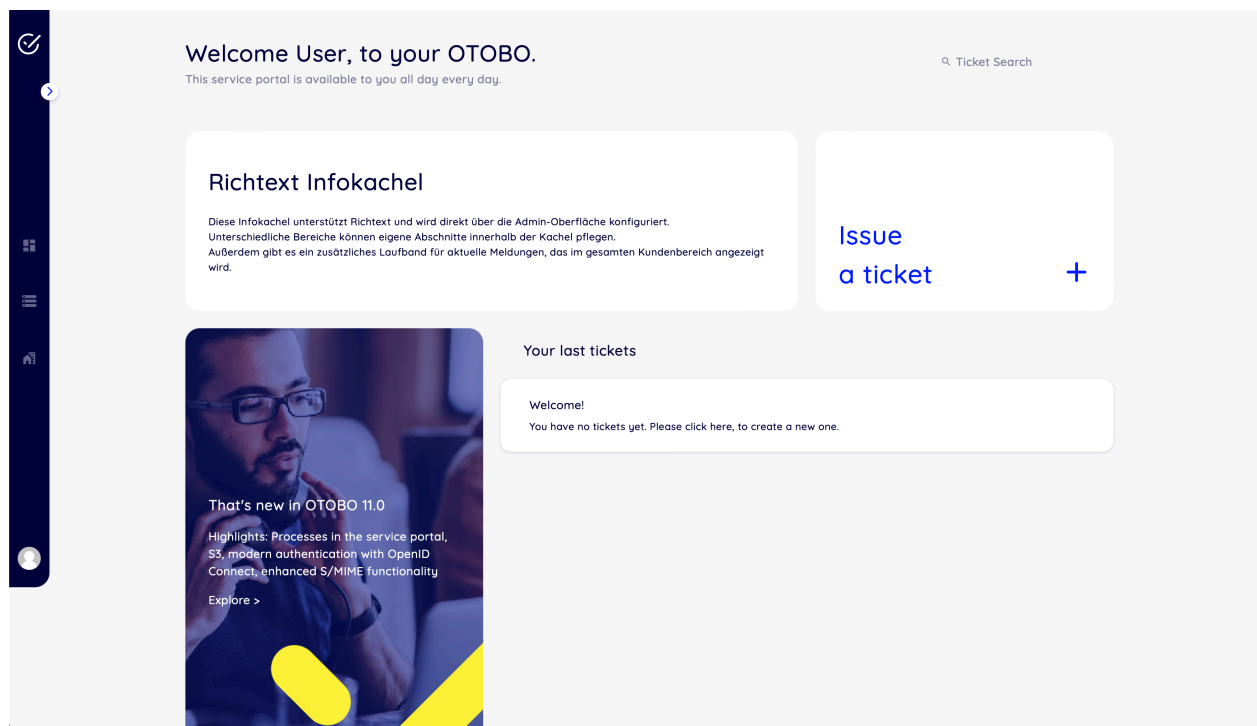 Welcome User, to your OTOBO.
This service portal is available to you all day every day.
Ticket Search
Richtext Infokachel
Diese Infokachel unterstützt Richtext und wird direkt über die Admin-Oberfläche konfiguriert.
Unterschiedliche Bereiche können eigene Abschnitte innerhalb der Kachel pflegen.
Außerdem gibt es ein zusätzliches Laufband für aktuelle Meldungen, das im gesamten Kundenbereich angezeigt
wird.
Issue
a ticket
Your last tickets
Welcome!
You have no tickets yet. Please click here, to create a new one.
That's new in OTOBO 11.0
Highlights: Processes in the service portal,
S3, modern authentication with OpenID
Connect, enhanced S/MIME functionality
Explore >